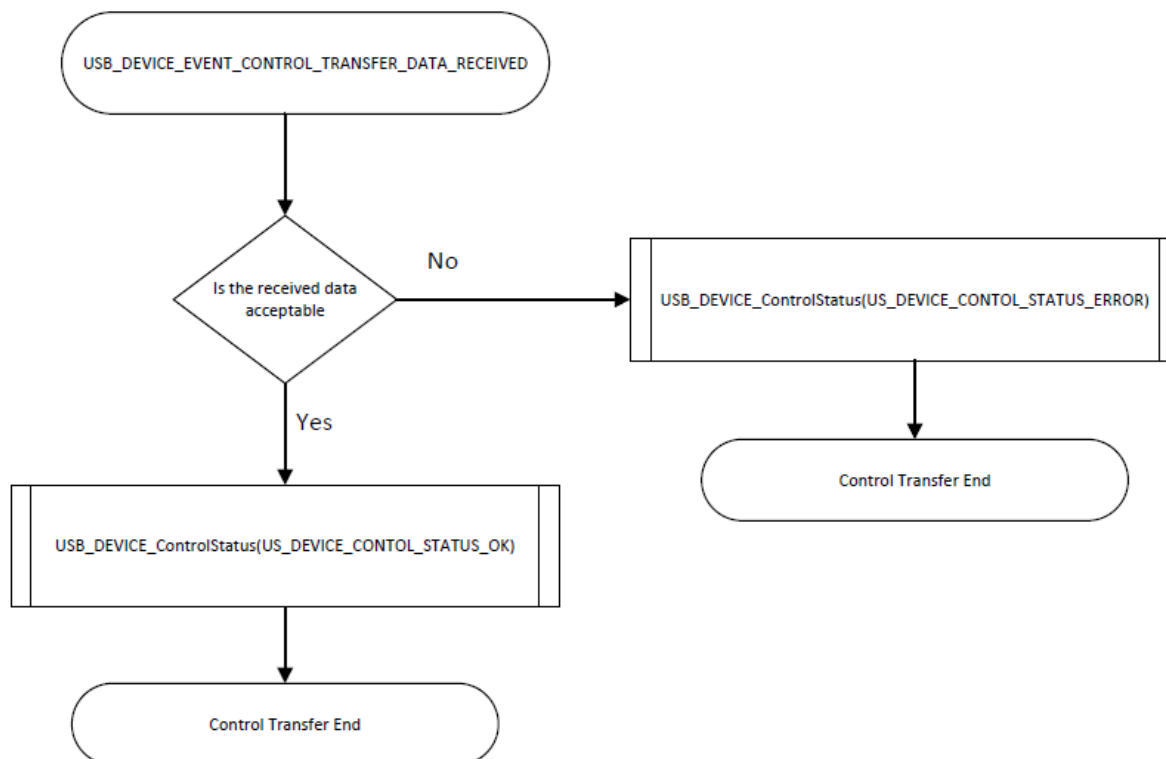 USB_DEVICE_EVENT_CONTROL_TRANSFER_DATA_RECEIVED
Is the received data
acceptable
No
USB_DEVICE_ControlStatus(US_DEVICE_CONTOL_STATUS_ERROR)
Control Transfer End
Yes
USB_DEVICE_ControlStatus(US_DEVICE_CONTOL_STATUS_OK)
Control Transfer End